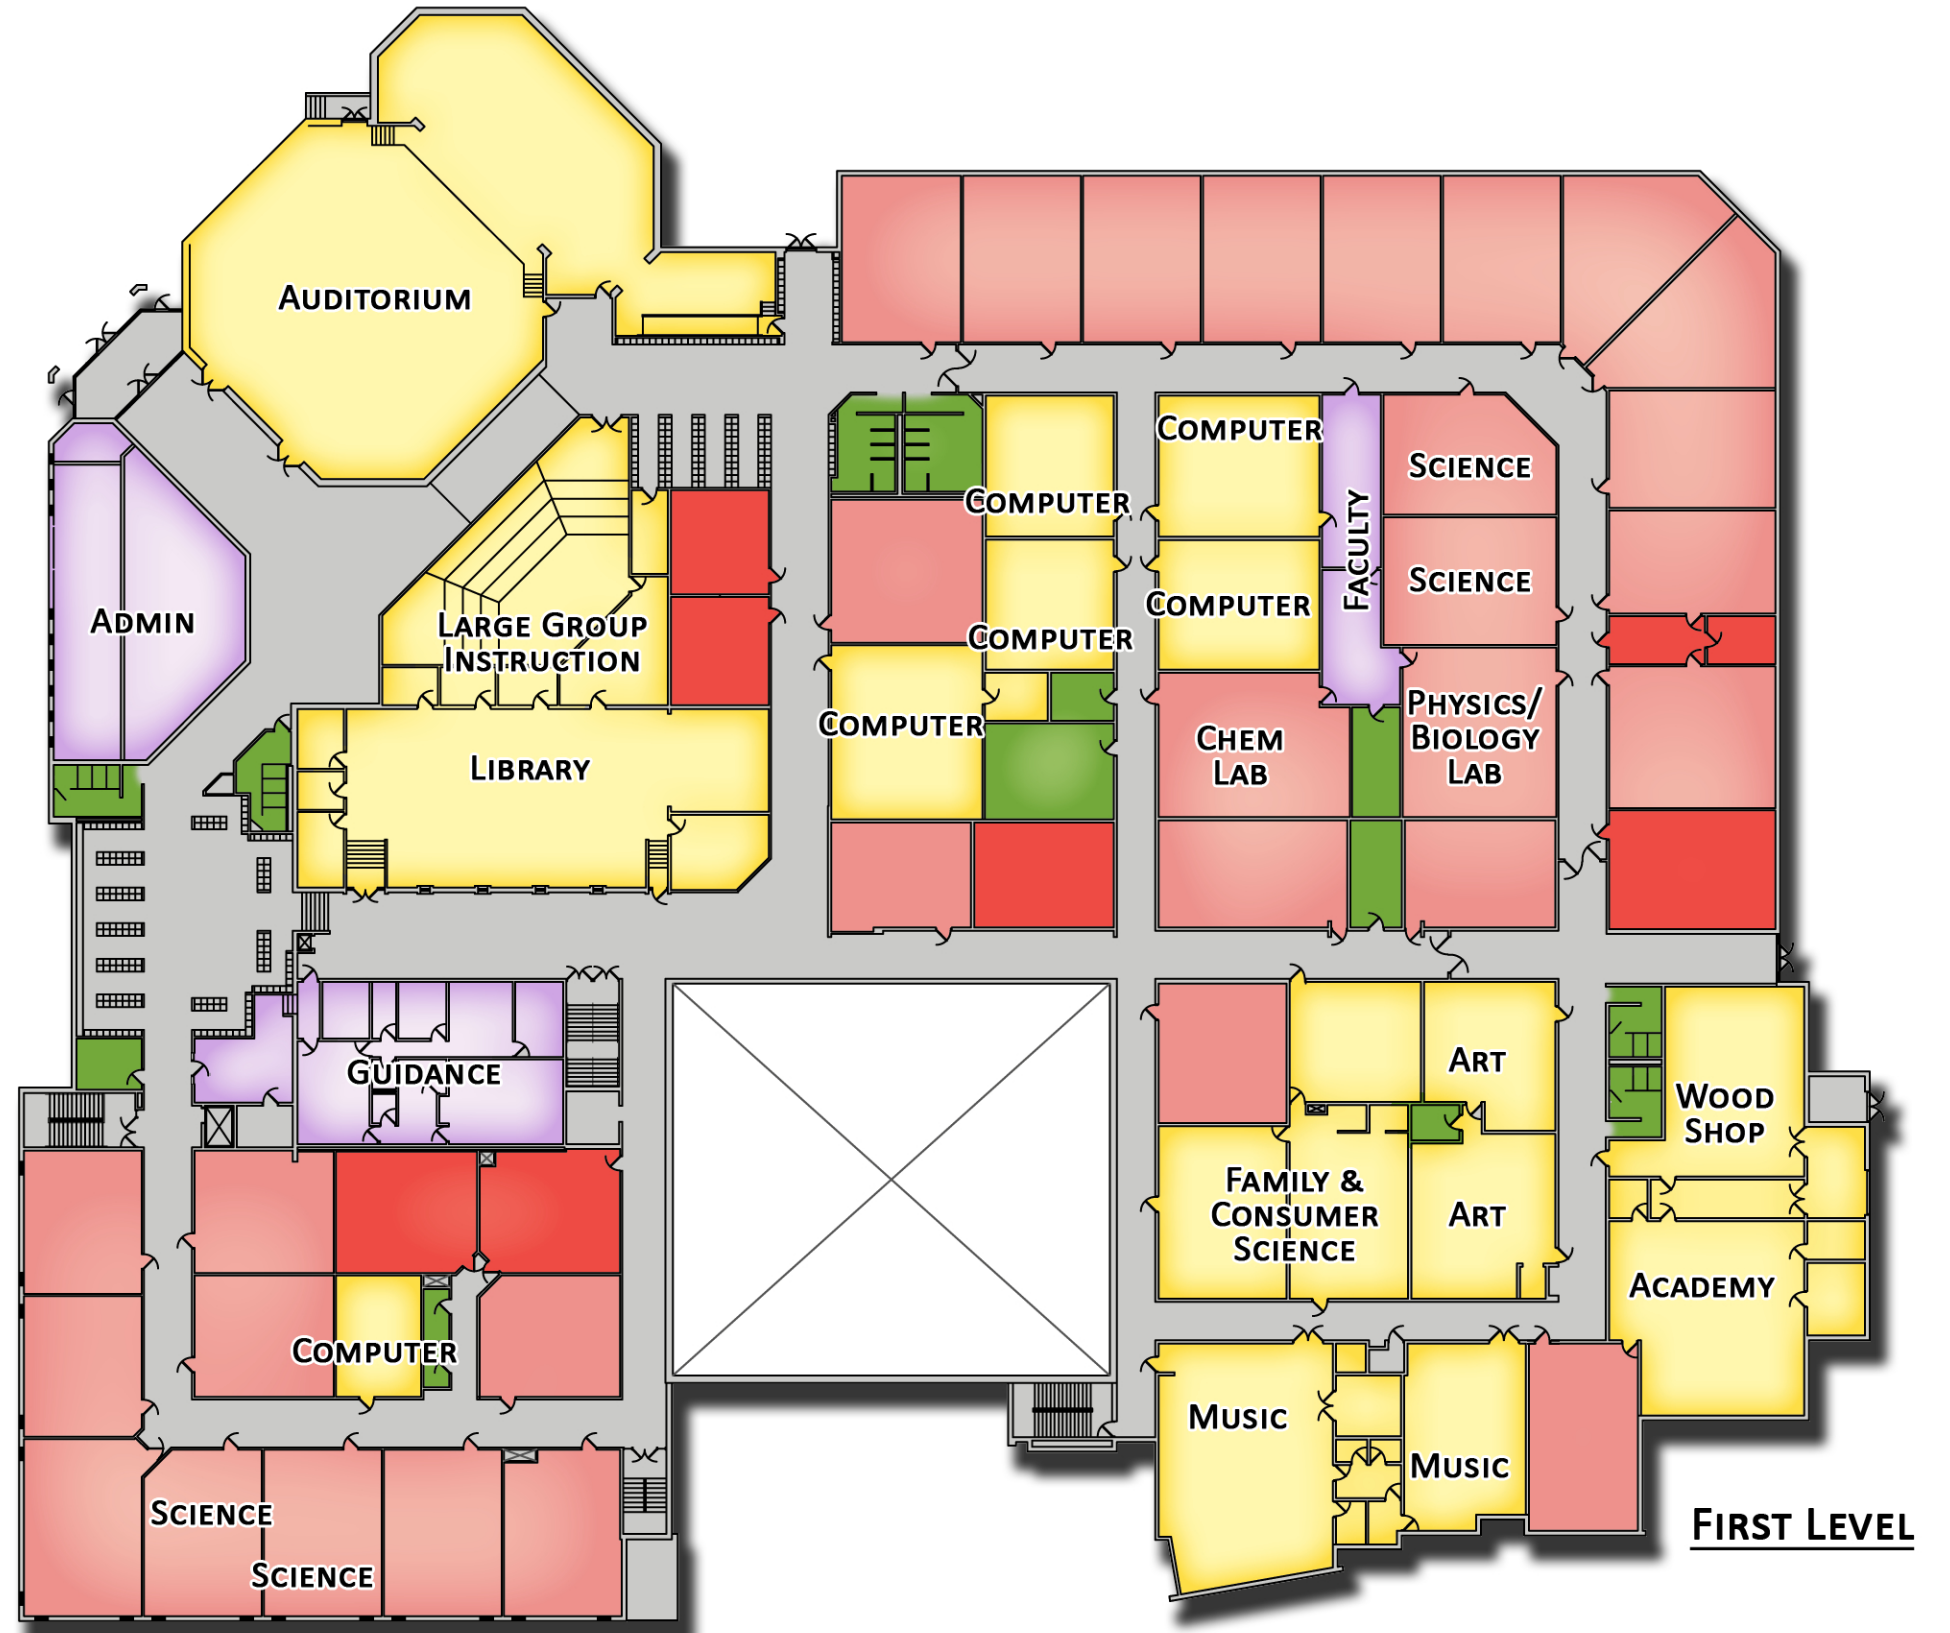 Auditorium
Computer
Science
Computer
Faculty
Science
Computer
Admin
Large Group
Instruction
Computer
Physics/
Biology
Lab
Computer
Chem
Lab
Library
Guidance
Art
Wood
Shop
Family &
Consumer
Science
Art
Academy
Computer
Music
Music
Science
First Level
Science